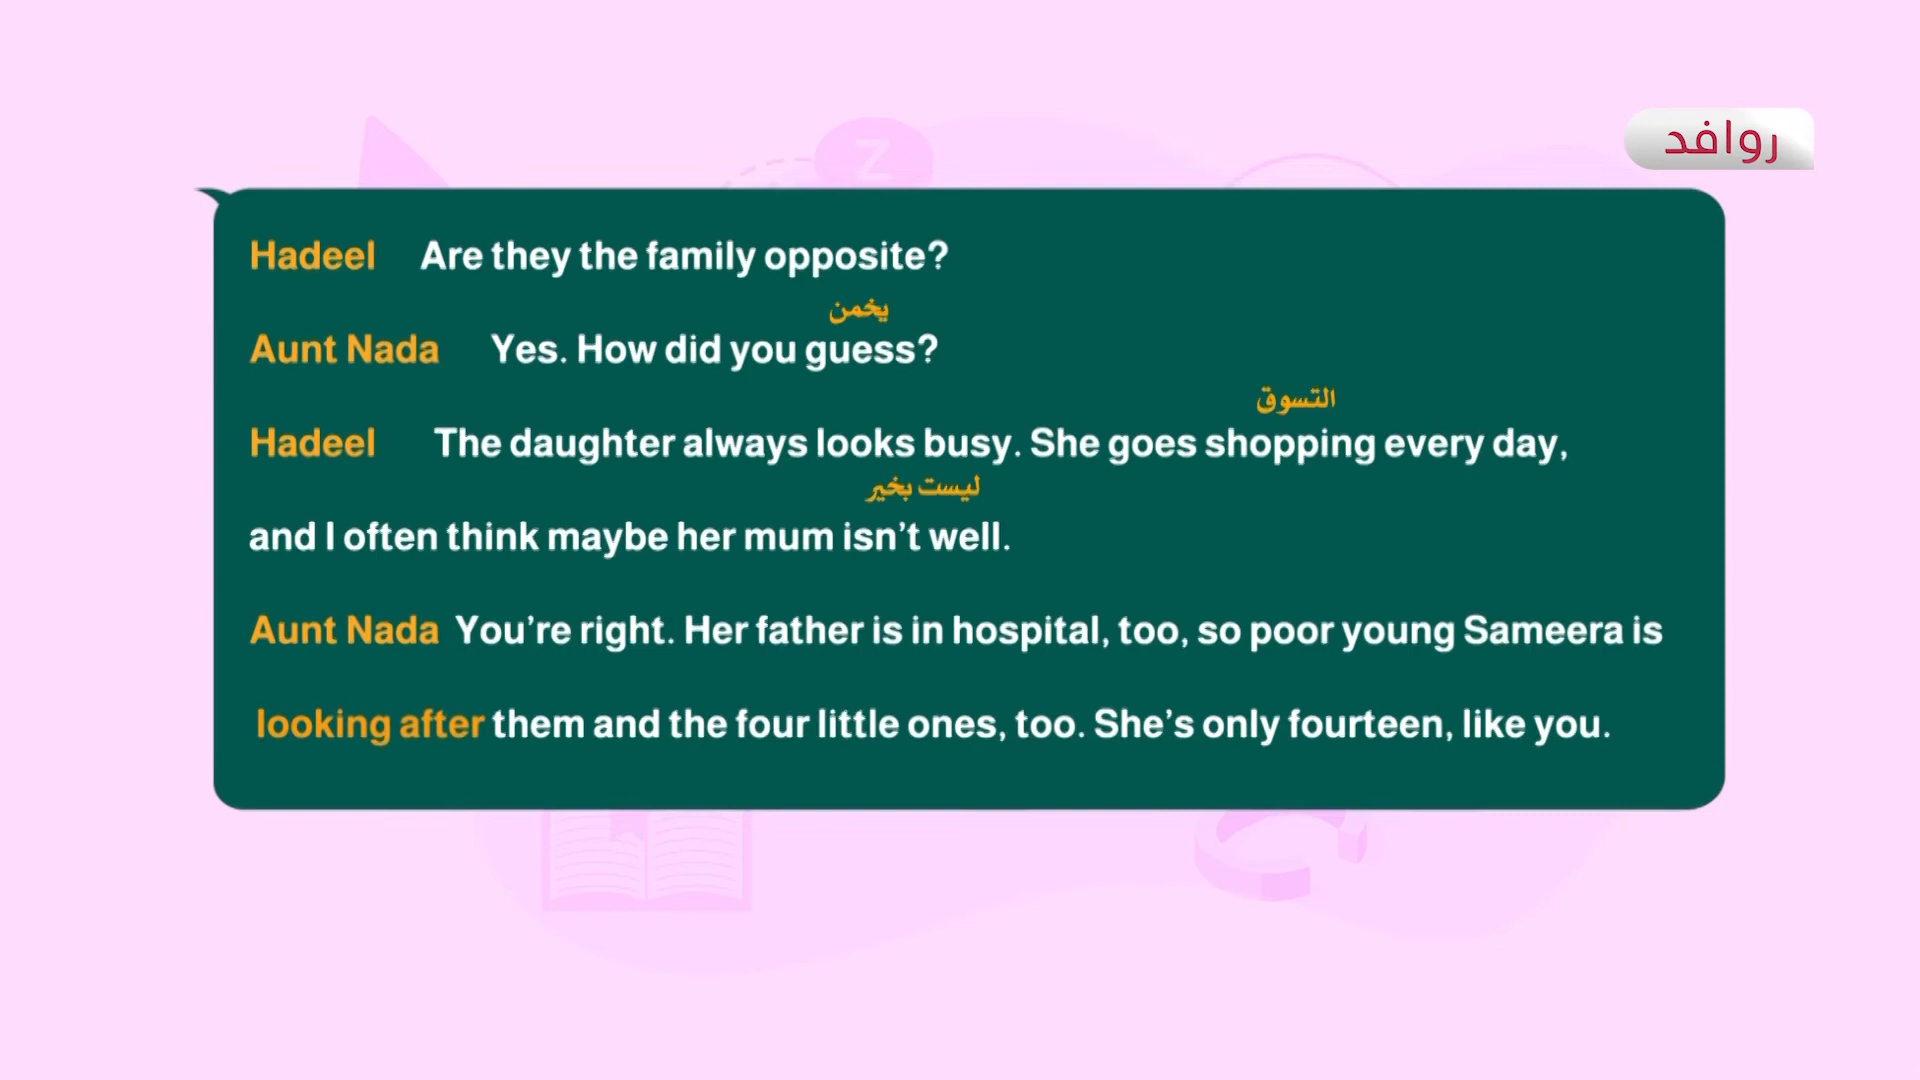 روافد
Hadeel Are they the family opposite?
يخمن
Aunt Nada Yes. How did you guess?
التسوق
Hadeel The daughter always looks busy. She goes shopping every day,
ليست بخير
and I often think maybe her mum isn’t well.
Aunt Nada You’re right. Her father is in hospital, too, so poor young Sameera is
looking after them and the four little ones, too. She’s only fourteen, like you.
Z